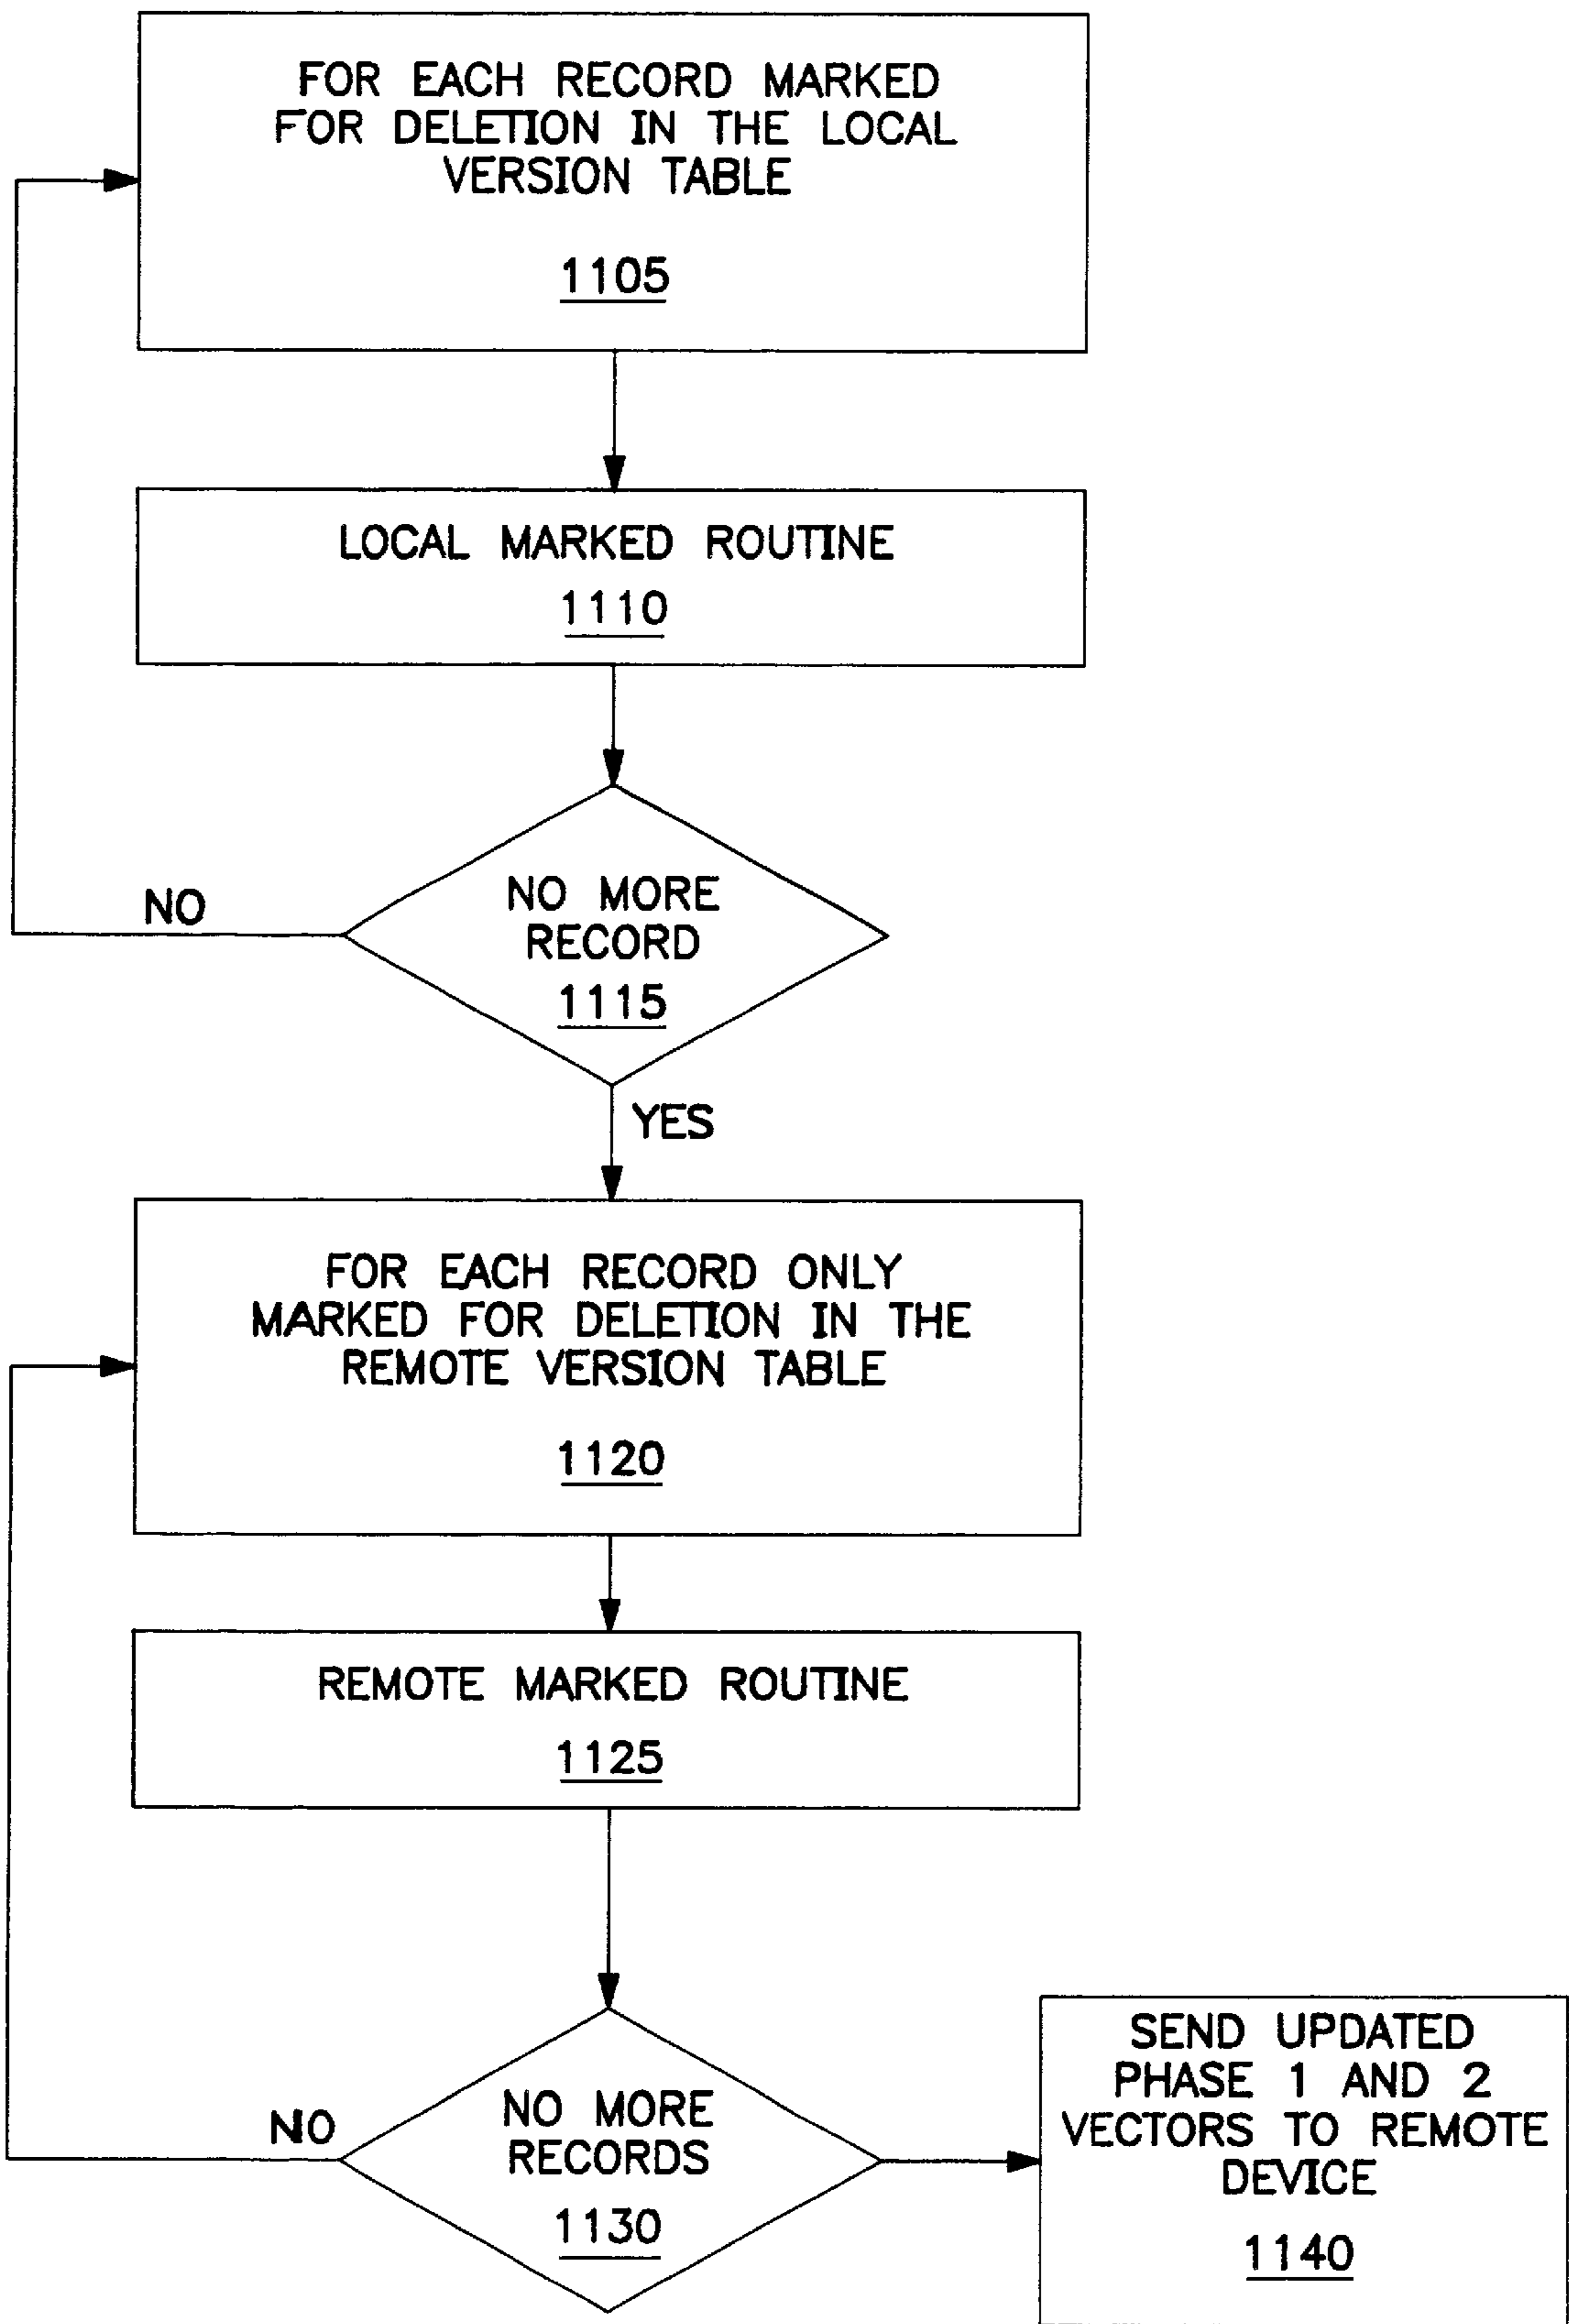 FOR EACH RECORD MARKED
FOR DELETION IN THE LOCAL
VERSION TABLE
1105
LOCAL MARKED ROUTINE
1110
NO MORE
RECORD
1115
NO
YES
FOR EACH RECORD ONLY
MARKED FOR DELETION IN THE
REMOTE VERSION TABLE
1120
REMOTE MARKED ROUTINE
1125
NO MORE
RECORDS
1130
NO
SEND UPDATED
PHASE 1 AND 2
VECTORS TO REMOTE
DEVICE
1140